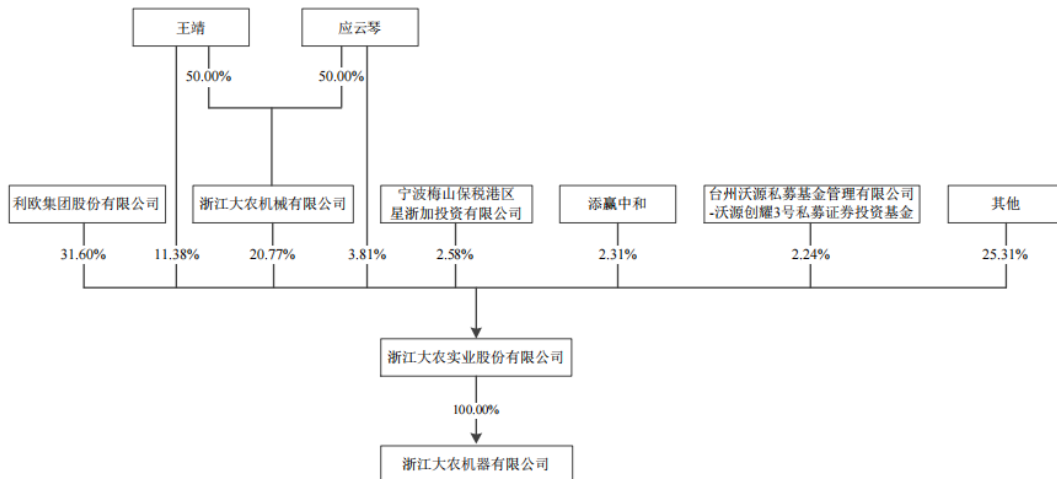 王靖
应云琴
50.00%
50.00%
利欧集团股份有限公司
浙江大农机械有限公司
宁波梅山保税港区
星浙加投资有限公司
添赢中和
台州沃源私募基金管理有限公司
-沃源创耀3号私募证券投资基金
其他
31.60%
11.38%
20.77%
3.81%
2.58%
2.31%
2.24%
25.31%
浙江大农实业股份有限公司
100.00%
浙江大农机器有限公司